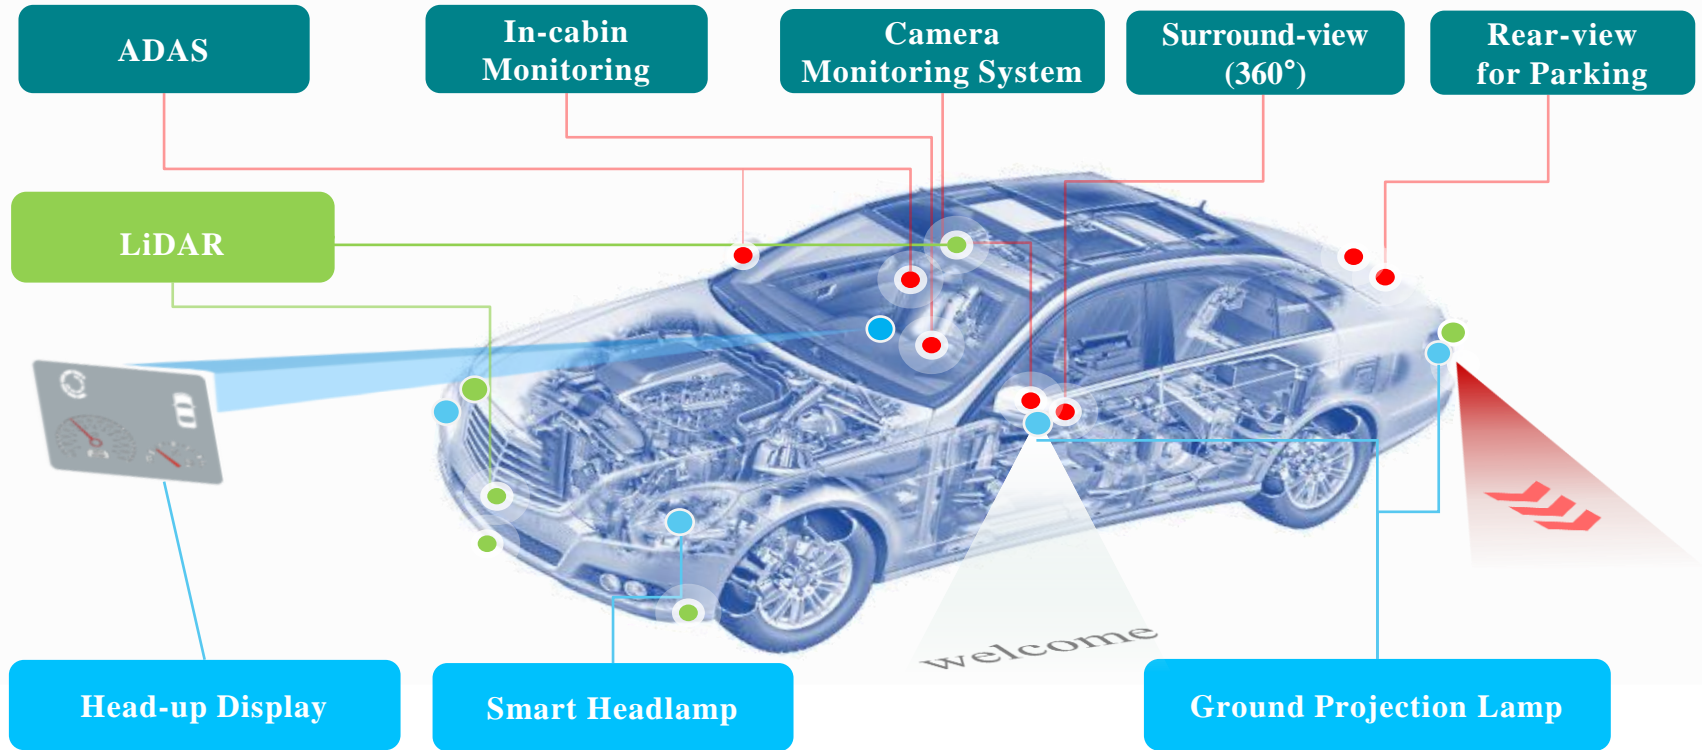 ADAS
In-cabin
Monitoring
Camera
Monitoring System
Surround-view
(360°)
Rear-view
for Parking
LiDAR
welcome
Head-up Display
Smart Headlamp
Ground Projection Lamp